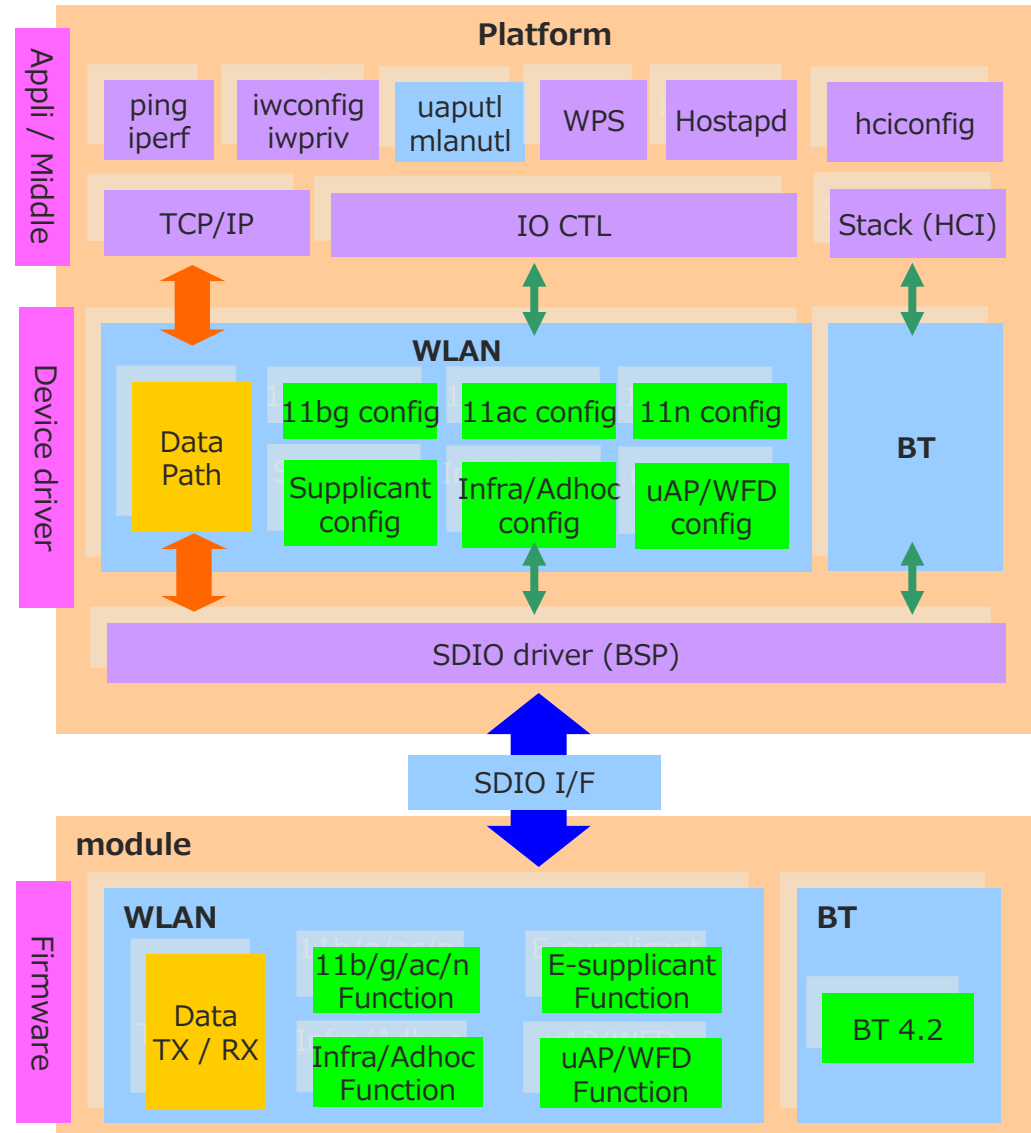 Platform
Appli / Middle
ping
iperf
iwconfig
iwpriv
uaputl
mlanutl
WPS
Hostapd
hciconfig
TCP/IP
IO CTL
Stack (HCI)
Device driver
WLAN
Data
Path
11bg config
11ac config
11n config
Supplicant
config
Infra/Adhoc
config
uAP/WFD
config
BT
SDIO driver (BSP)
SDIO I/F
module
Firmware
WLAN
Data
TX / RX
11b/g/ac/n
Function
E-supplicant
Function
Infra/Adhoc
Function
uAP/WFD
Function
BT
BT 4.2